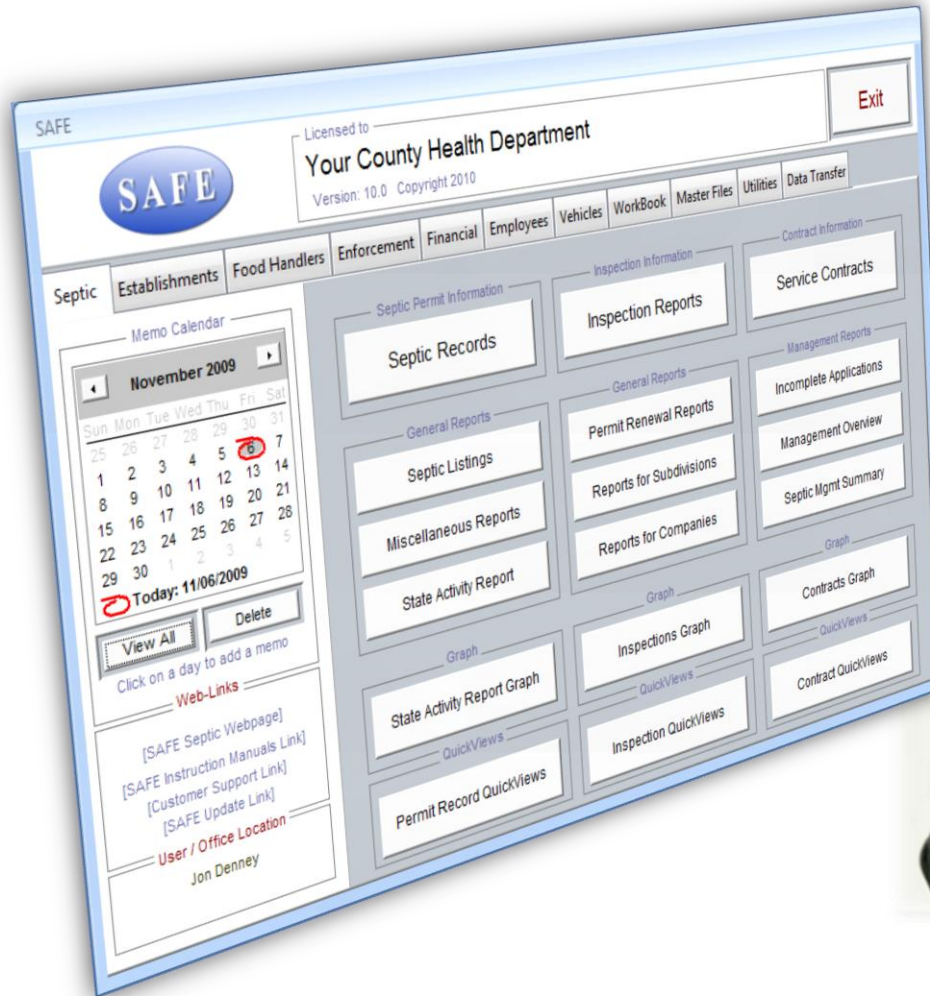 SAFE
SAFE
Licensed to
Your County Health Department
Version: 10.0 Copyright 2010
Exit
Septic Establishments Food Handlers Enforcement Financial Employees Vehicles WorkBook Master Files Utilities Data Transfer
Memo Calendar
November 2009
Sun Mon Tue Wed Thu Fri Sat
25 26 27 28 29 30 31
1 2 3 4 5 6 7
8 9 10 11 12 13 14
15 16 17 18 19 20 21
22 23 24 25 26 27 28
29 30 1 2 3 4 5
Today: 11/06/2009
View All Delete
Click on a day to add a memo
Web-Links
[SAFE Septic Webpage]
[SAFE Instruction Manuals Link]
[Customer Support Link]
[SAFE Update Link]
User / Office Location
Jon Denney
Septic Permit Information
Septic Records
General Reports
Septic Listings
Miscellaneous Reports
State Activity Report
Graph
State Activity Report Graph
QuickViews
Permit Record QuickViews
Inspection Information
Inspection Reports
General Reports
Permit Renewal Reports
Reports for Subdivisions
Reports for Companies
Graph
Inspections Graph
QuickViews
Inspection QuickViews
Contract Information
Service Contracts
Management Reports
Incomplete Applications
Management Overview
Septic Mgmt Summary
Graph
Contracts Graph
QuickViews
Contract QuickViews